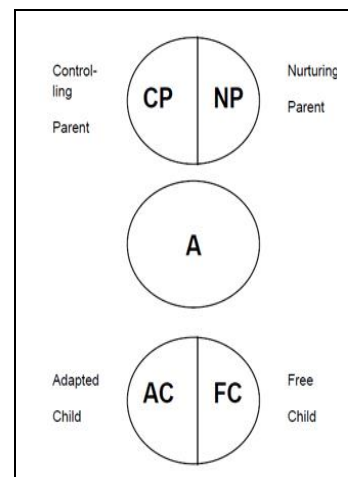 Control-
ling
Parent
CP
NP
Nurturing
Parent
A
Adapted
Child
AC
FC
Free
Child